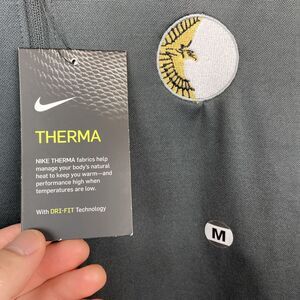 THERMA
NIKE THERMA fabrics help
manage your body's natural
heat to keep you warm—and
performance high when
temperatures are low.
With DRI-FIT Technology
M